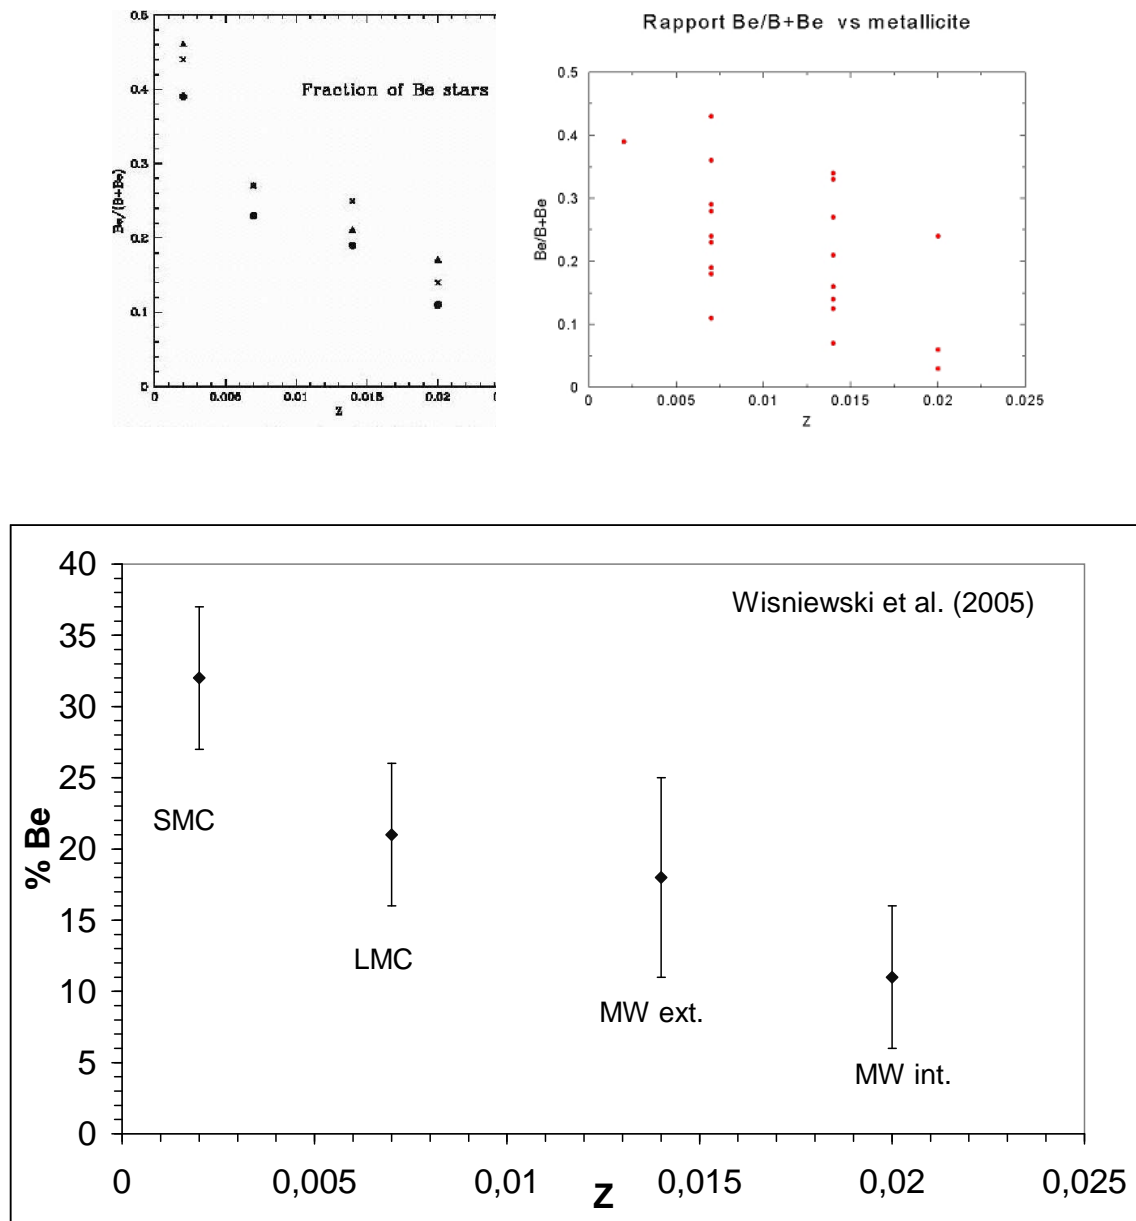 Fraction of Be stars
Be/(B+Be)
0.5
0.4
0.3
0.2
0.1
0
0
0.005
0.01
0.015
0.02
Z
Rapport Be/B+Be vs metallicite
Be/B+Be
0.5
0.4
0.3
0.2
0.1
0
0
0.005
0.01
0.015
0.02
0.025
Z
Wisniewski et al. (2005)
% Be
40
35
30
25
20
15
10
5
0
SMC
LMC
MW ext.
MW int.
0
0,005
0,01
0,015
0,02
0,025
Z